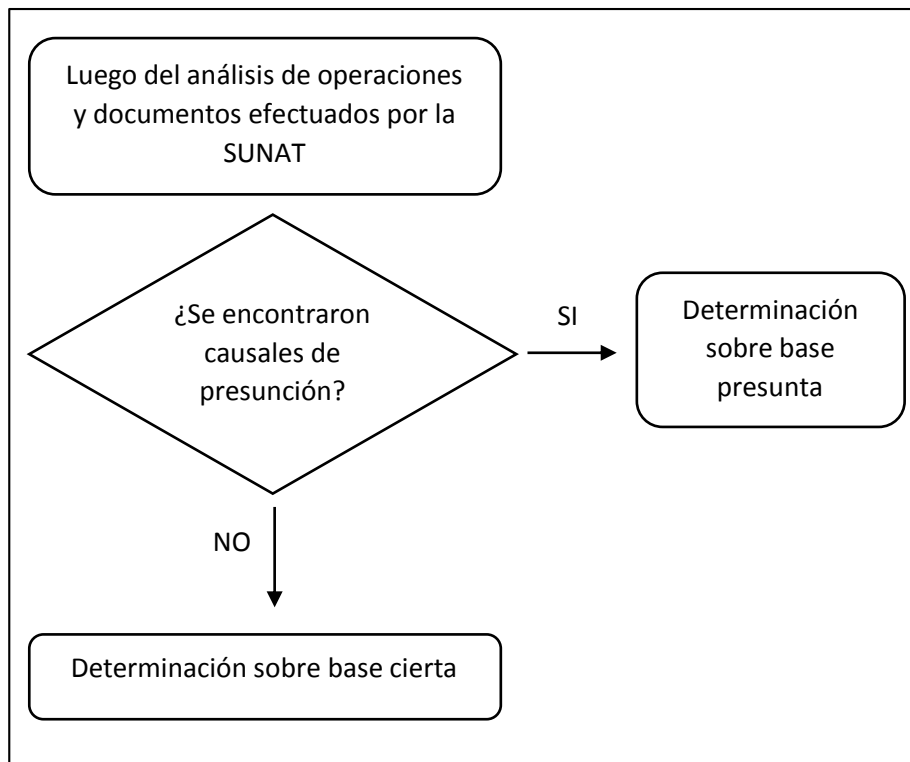 Luego del análisis de operaciones
y documentos efectuados por la
SUNAT
¿Se encontraron
causales de
presunción?
SI
Determinación
sobre base
presunta
NO
Determinación sobre base cierta